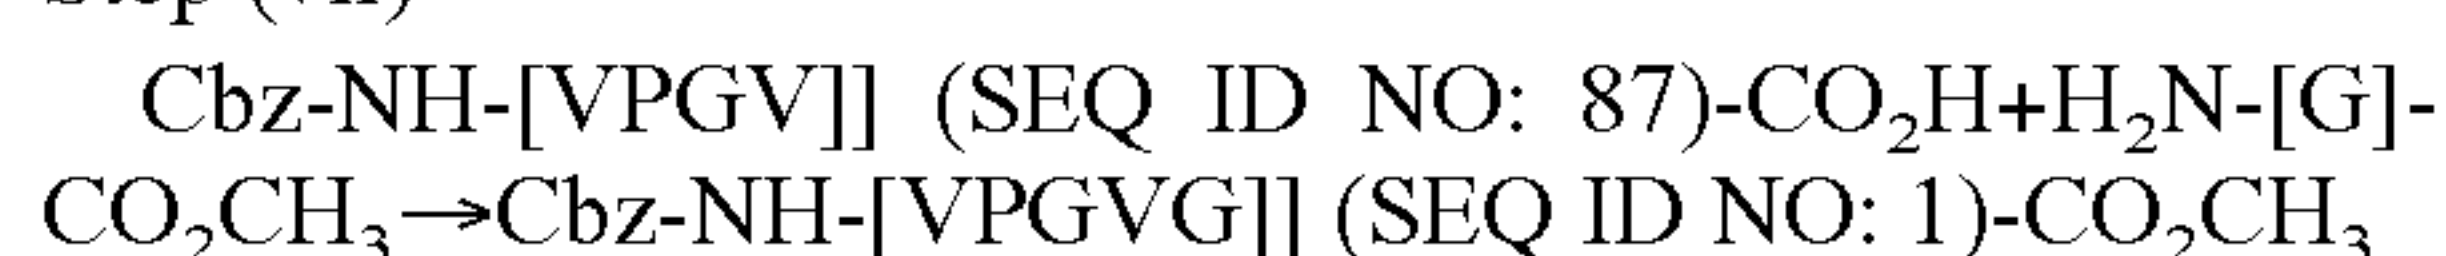 Cbz-NH-[VPGV]] (SEQ ID NO: 87)-CO₂H+H₂N-[G]-
CO₂CH₃→Cbz-NH-[VPGVG]] (SEQ ID NO: 1)-CO₂CH₃